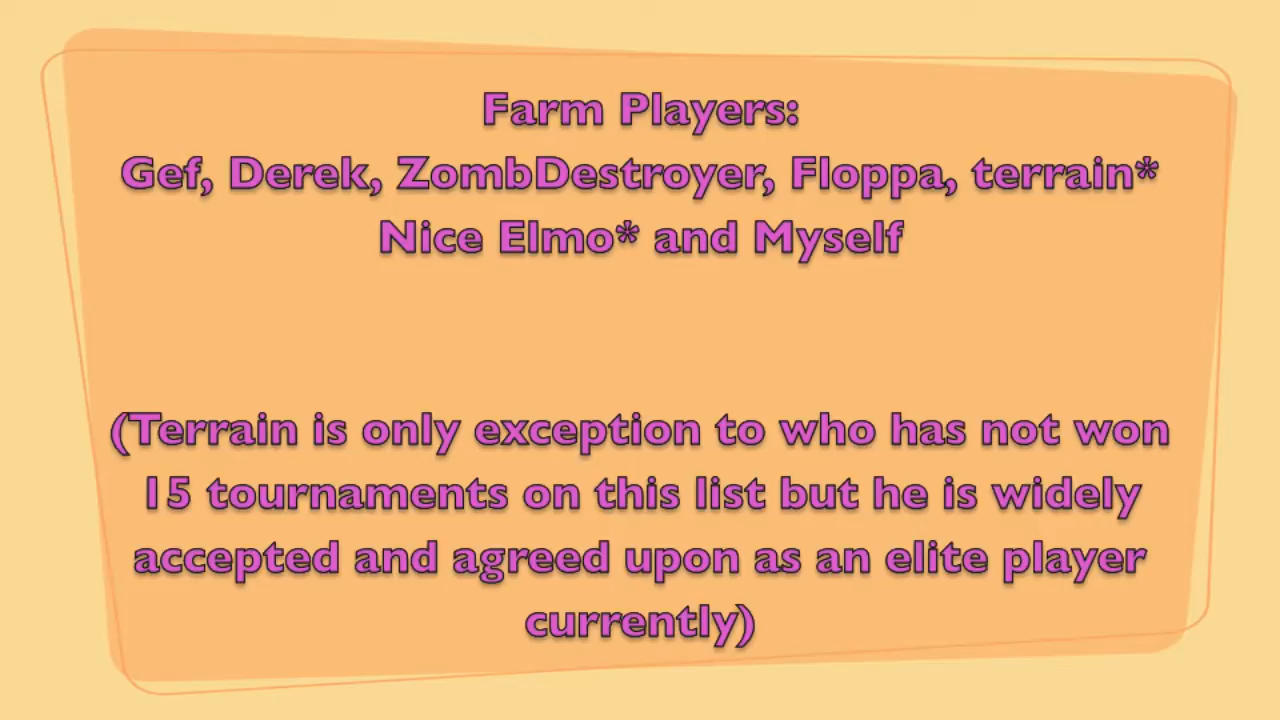 Farm Players:
Gef, Derek, ZombDestroyer, Floppa, terrain*
Nice Elmo* and Myself
(Terrain is only exception to who has not won
15 tournaments on this list but he is widely
accepted and agreed upon as an elite player
currently)